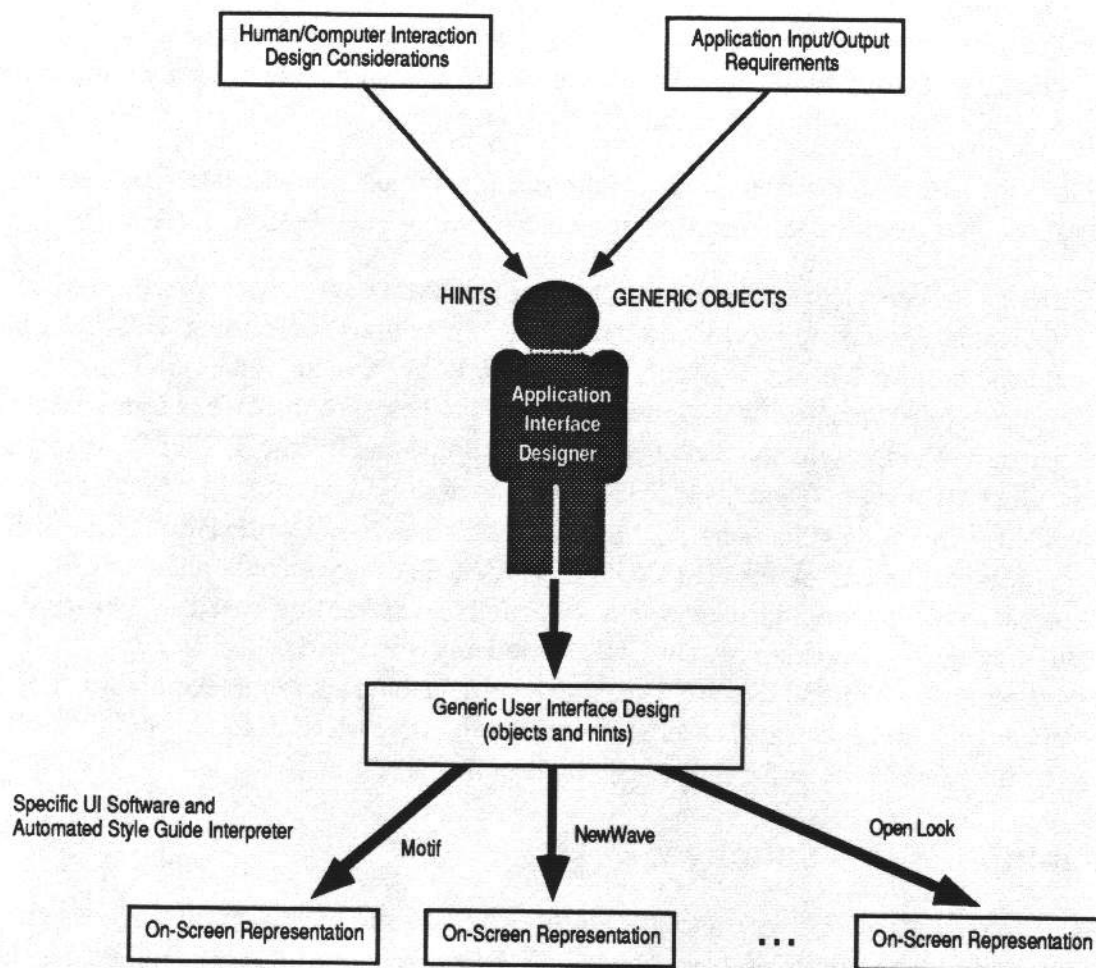 Human/Computer Interaction
Design Considerations
Application Input/Output
Requirements
HINTS
GENERIC OBJECTS
Application
Interface
Designer
Generic User Interface Design
(objects and hints)
Specific UI Software and
Automated Style Guide Interpreter
Motif
NewWave
Open Look
On-Screen Representation
On-Screen Representation
...
On-Screen Representation